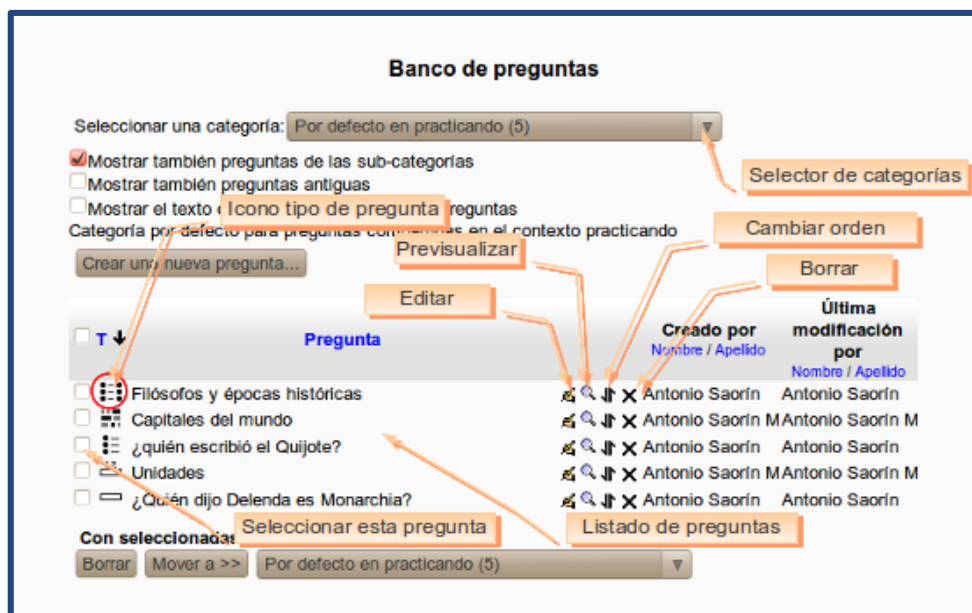 Banco de preguntas
Seleccionar una categoría: Por defecto en practicando (5)
Mostrar también preguntas de las sub-categorías
Selector de categorías
Mostrar también preguntas antiguas
Mostrar el texto Icono tipo de pregunta reguntas
Cambiar orden
Categoría por defecto para preguntas en el contexto practicando
Previsualizar
Crear una nueva pregunta...
Borrar
Editar
T Pregunta
Creado por
Nombre / Apellido
Última modificación por
Nombre / Apellido
Filósofos y épocas históricas Antonio Saorín Antonio Saorín
Capitales del mundo Antonio Saorín M Antonio Saorín M
¿quién escribió el Quijote? Antonio Saorín Antonio Saorín
Unidades Antonio Saorín M Antonio Saorín M
¿Quién dijo Delenda es Monarchia? Antonio Saorín Antonio Saorín
Seleccionar esta pregunta
Listado de preguntas
Con seleccionadas
Borrar Mover a >> Por defecto en practicando (5)